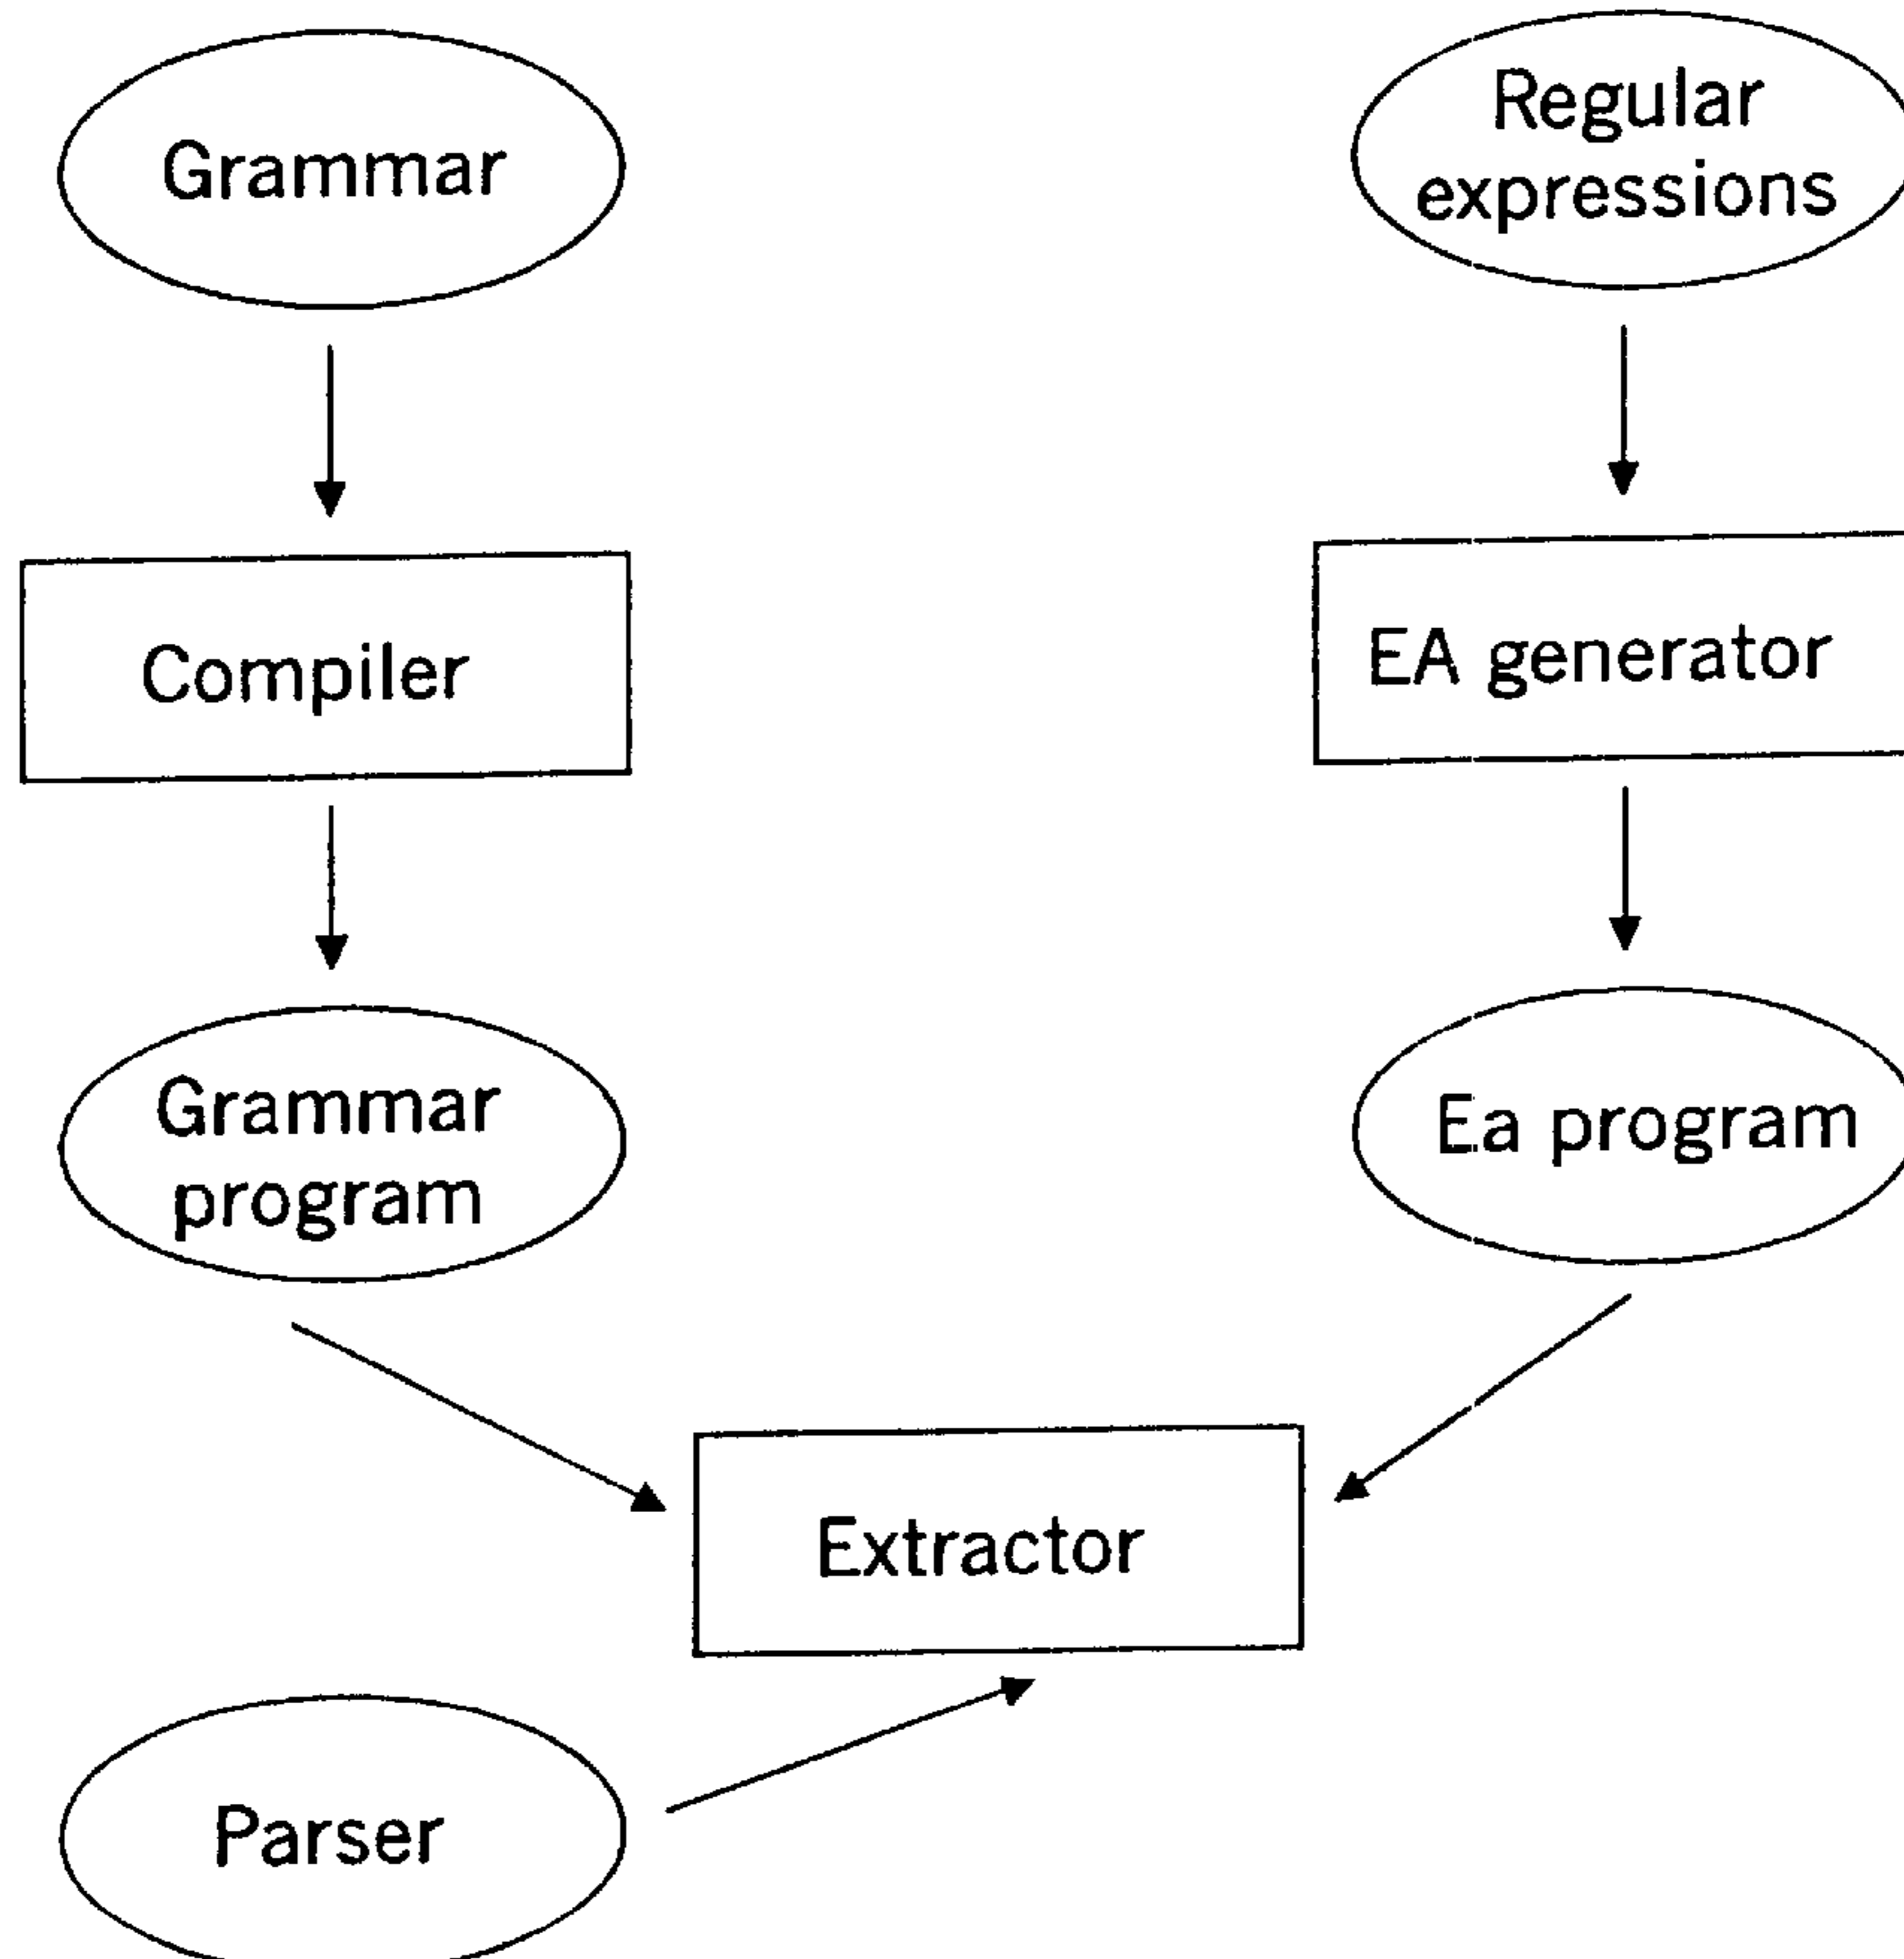 Grammar
Regular
expressions
Compiler
EA generator
Grammar
program
Ea program
Extractor
Parser